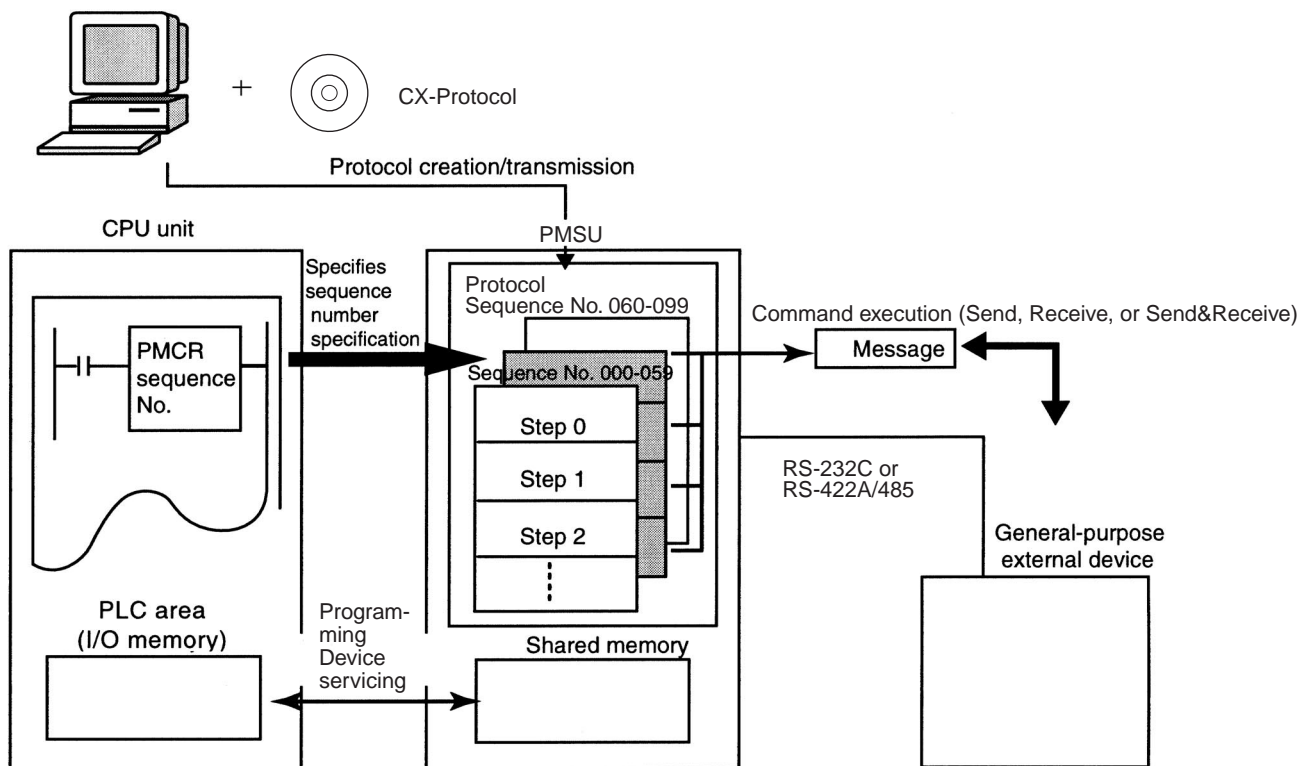 +
CX-Protocol
Protocol creation/transmission
CPU unit
PMSU
Specifies
sequence
number
specification
Protocol
Sequence No. 060-099
PMCR
sequence
No.
Sequence No. 000-059
Step 0
Step 1
Step 2
Command execution (Send, Receive, or Send&Receive)
Message
RS-232C or
RS-422A/485
General-purpose
external device
PLC area
(I/O memory)
Program-
ming
Device
servicing
Shared memory